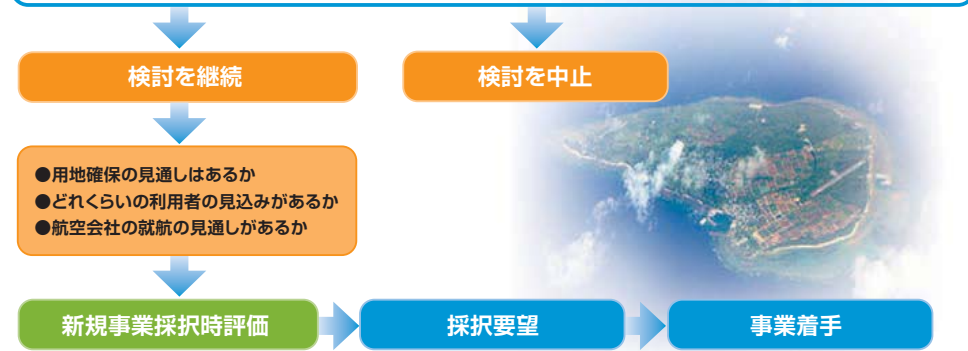 検討を継続
検討を中止
●用地確保の見通しはあるか
●どれくらいの利用者の見込みがあるか
●航空会社の就航の見通しがあるか
新規事業採択時評価
採択要望
事業着手